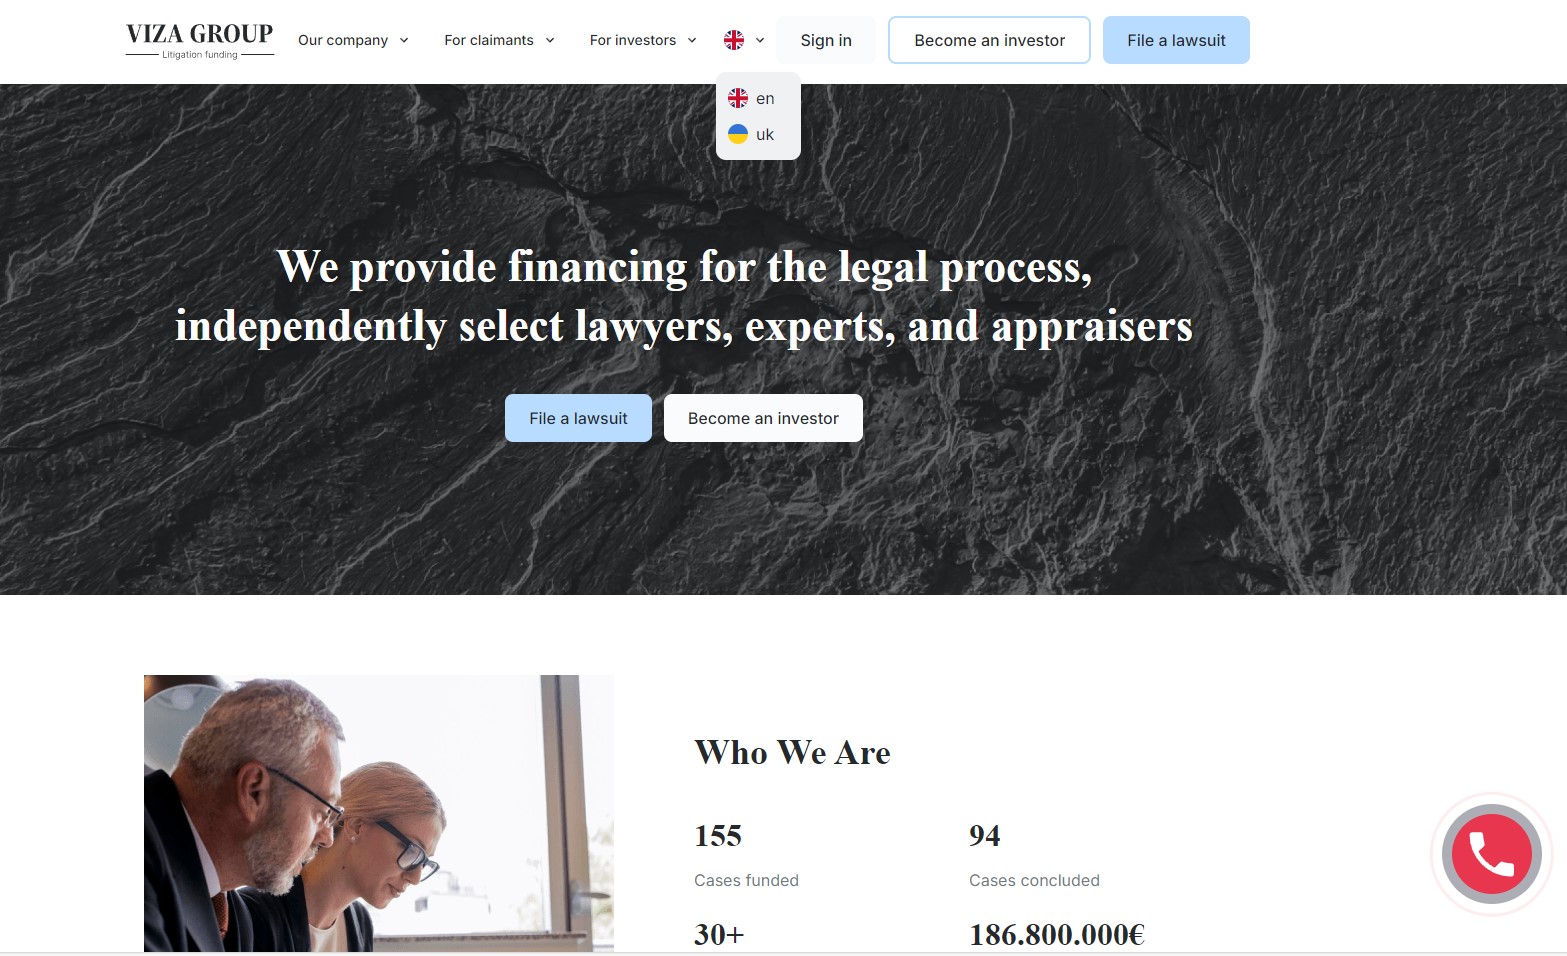 VIZA GROUP
Litigation funding
Our company
For claimants
For investors
Sign in
Become an investor
File a lawsuit
en
uk
We provide financing for the legal process,
independently select lawyers, experts, and appraisers
File a lawsuit
Become an investor
Who We Are
155
94
Cases funded
Cases concluded
30+
186.800.000€